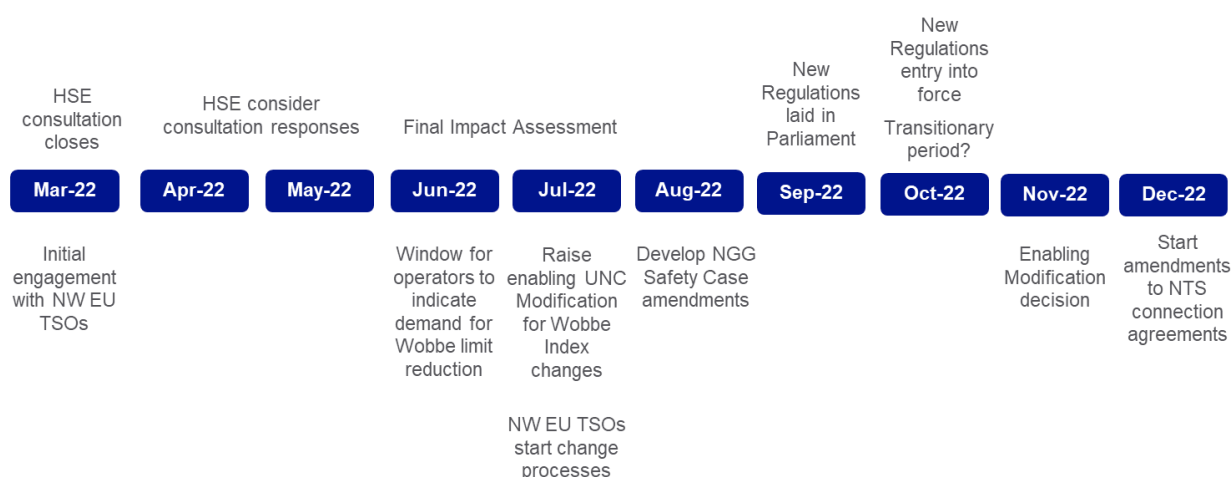 HSE
consultation
closes
HSE consider
consultation responses
Final Impact Assessment
New
Regulations
laid in
Parliament
New
Regulations
entry into
force
Transitionary
period?
Mar-22
Apr-22
May-22
Jun-22
Jul-22
Aug-22
Sep-22
Oct-22
Nov-22
Dec-22
Initial
engagement
with NW EU
TSOs
Window for
operators to
indicate
demand for
Wobbe limit
reduction
Raise
enabling UNC
Modification
for Wobbe
Index
changes
NW EU TSOs
start change
processes
Develop NGG
Safety Case
amendments
Enabling
Modification
decision
Start
amendments
to NTS
connection
agreements